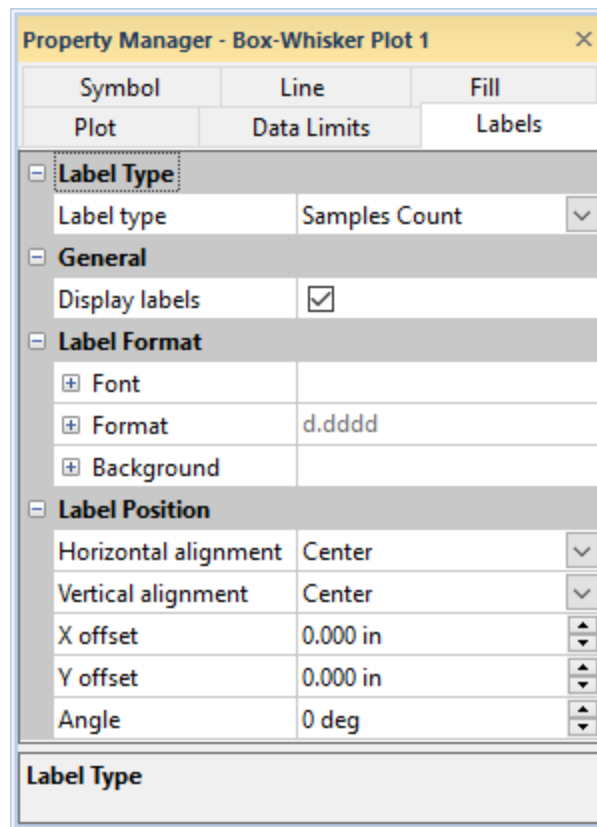 Property Manager - Box-Whisker Plot 1
Symbol Line Fill
Plot Data Limits Labels
Label Type
Label type Samples Count
General
Display labels
Label Format
Font
Format d.dddd
Background
Label Position
Horizontal alignment Center
Vertical alignment Center
X offset 0.000 in
Y offset 0.000 in
Angle 0 deg
Label Type